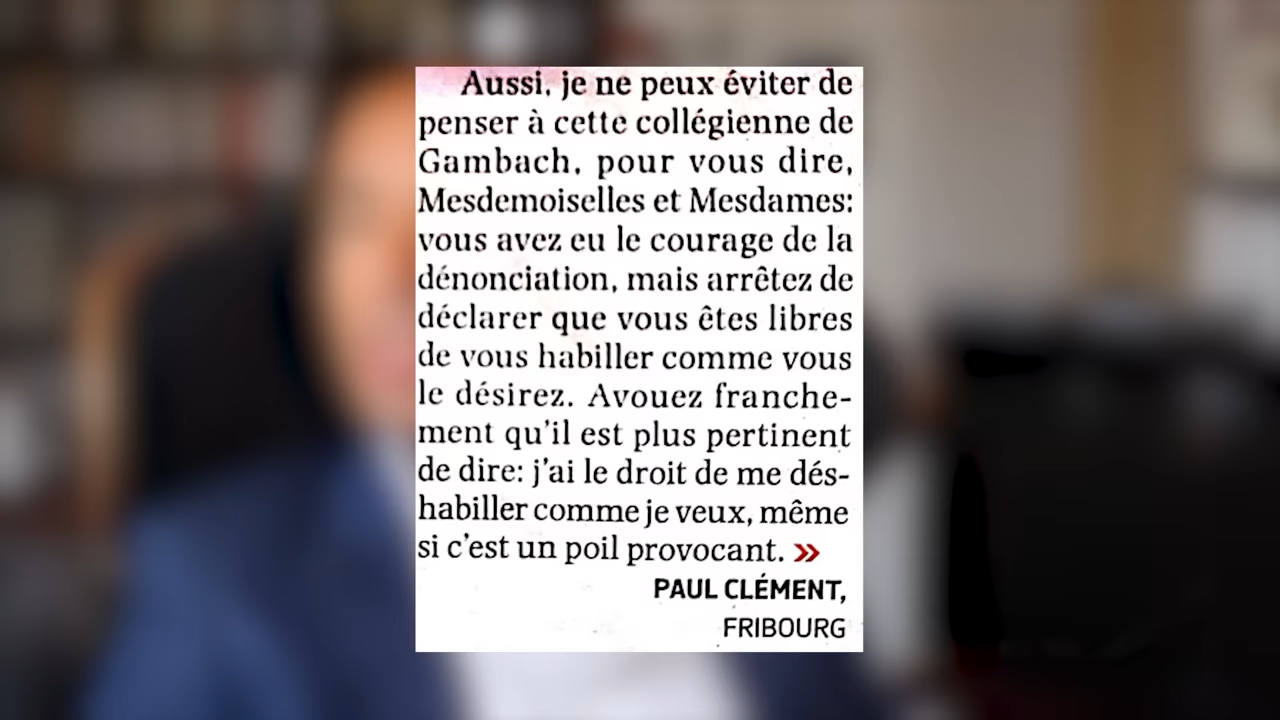 Aussi, je ne peux éviter de
penser à cette collégienne de
Gambach, pour vous dire,
Mesdemoiselles et Mesdames:
vous avez eu le courage de la
dénonciation, mais arrêtez de
déclarer que vous êtes libres
de vous habiller comme vous
le désirez. Avouez franche-
ment qu'il est plus pertinent
de dire: j'ai le droit de me dés-
habiller comme je veux, même
si c'est un poil provocant. »
PAUL CLÉMENT,
FRIBOURG